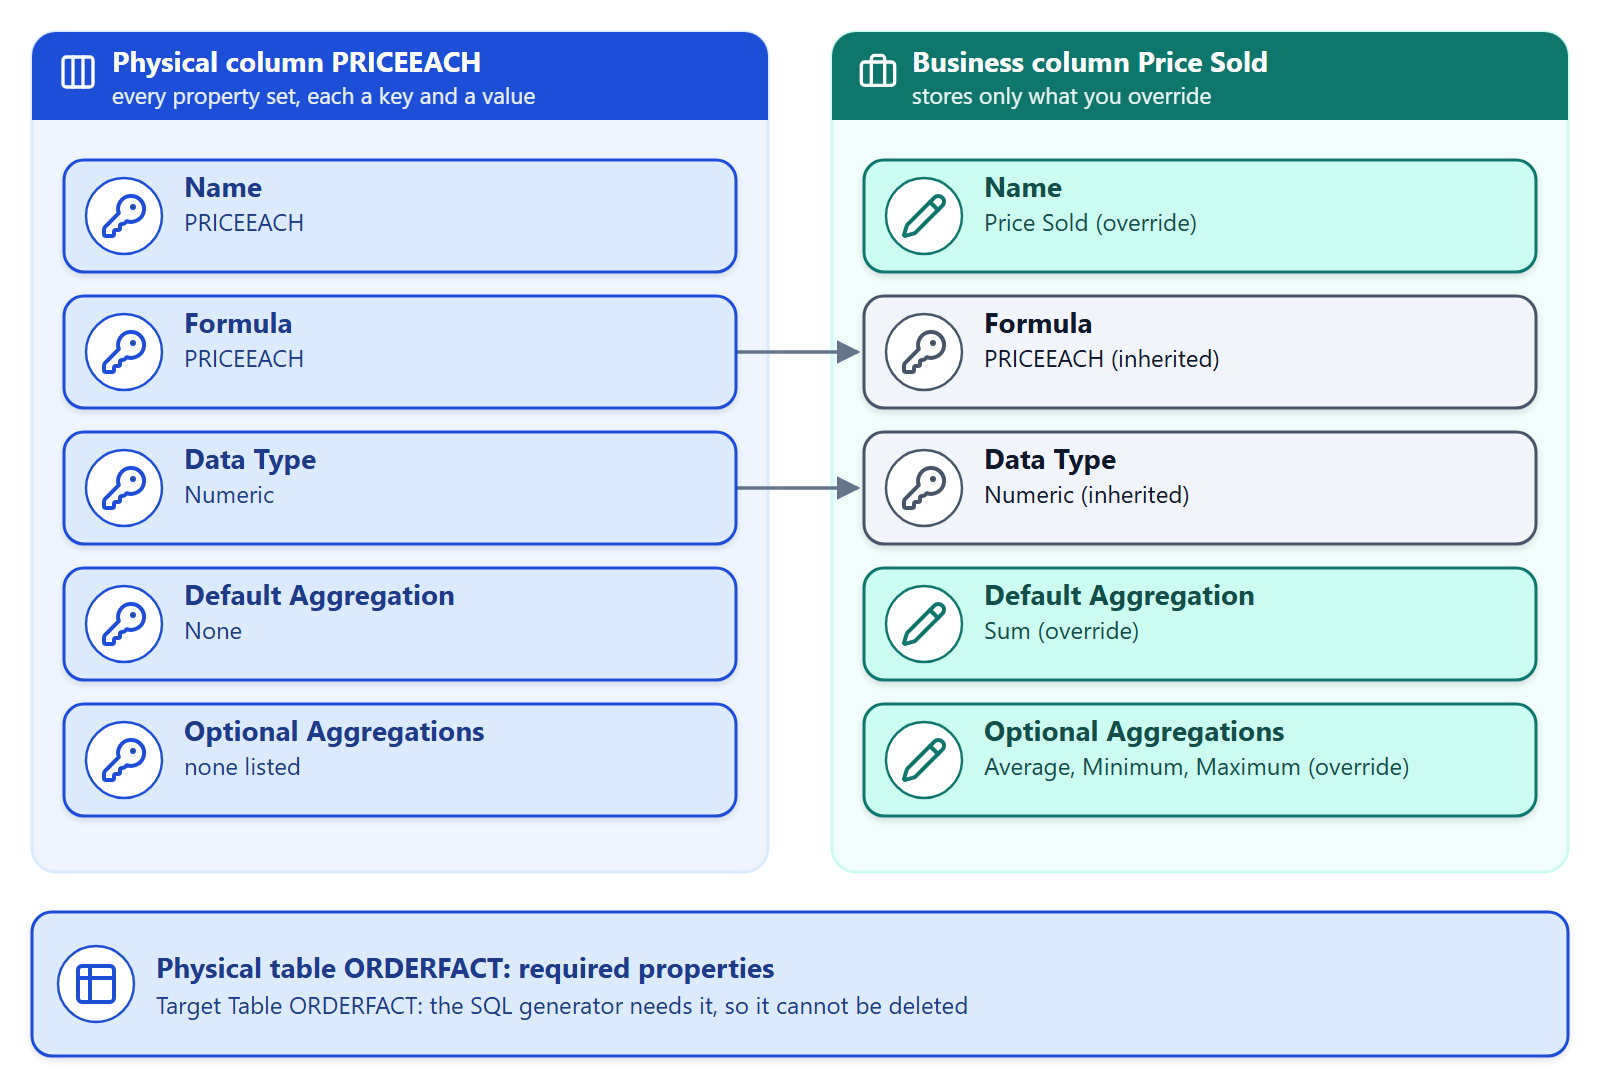 Physical column PRICEEACH
every property set, each a key and a value
Name
PRICEEACH
Formula
PRICEEACH
Data Type
Numeric
Default Aggregation
None
Optional Aggregations
none listed
Business column Price Sold
stores only what you override
Name
Price Sold (override)
Formula
PRICEEACH (inherited)
Data Type
Numeric (inherited)
Default Aggregation
Sum (override)
Optional Aggregations
Average, Minimum, Maximum (override)
Physical table ORDERFACT: required properties
Target Table ORDERFACT: the SQL generator needs it, so it cannot be deleted